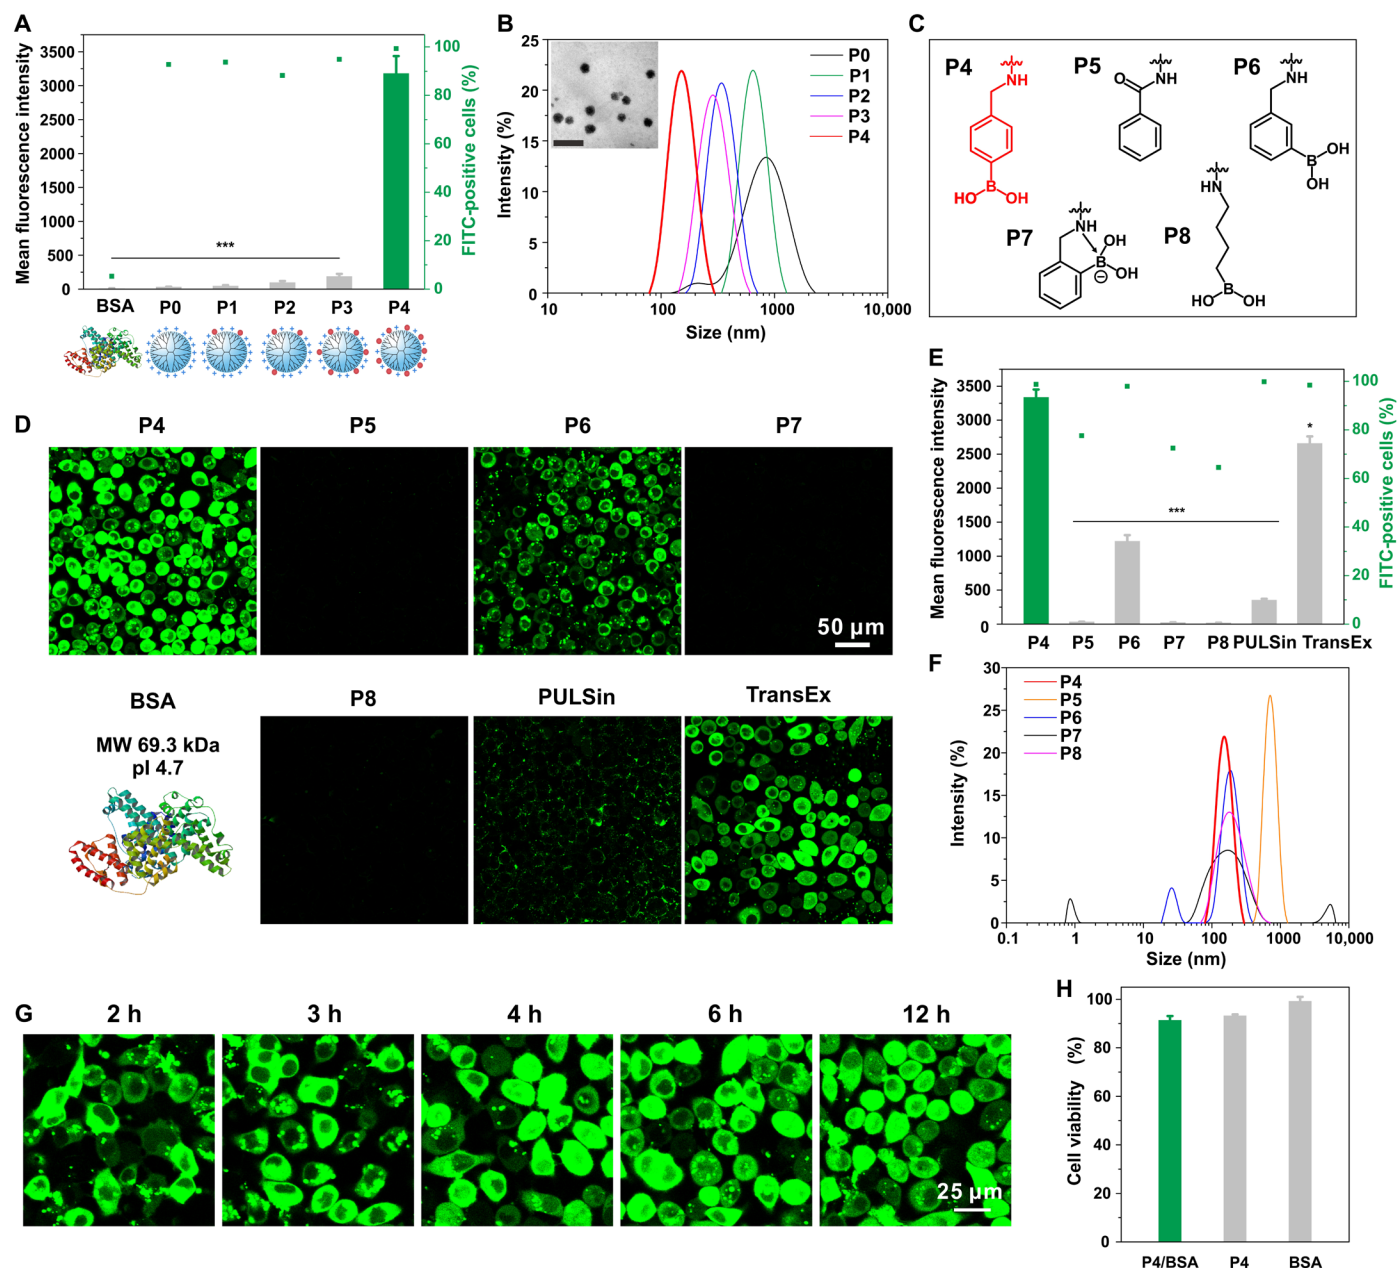 A
Mean fluorescence intensity
3500
3000
2500
2000
1500
1000
500
0
***
100
80
60
40
20
0
FITC-positive cells (%)
BSA P0 P1 P2 P3 P4
B
Intensity (%)
25
20
15
10
5
0
P0
P1
P2
P3
P4
10 100 1000 10,000
Size (nm)
C
P4
NH
B
HO OH
P5
O
NH
P6
NH
B
OH
OH
P7
NH
B
OH
OH
P8
HN
B
HO OH
D
P4 P5 P6 P7
50 µm
BSA
MW 69.3 kDa
pI 4.7
P8 PULSin TransEx
E
Mean fluorescence intensity
3500
3000
2500
2000
1500
1000
500
0
***
*
100
80
60
40
20
0
FITC-positive cells (%)
P4 P5 P6 P7 P8 PULSin TransEx
F
Intensity (%)
30
25
20
15
10
5
0
P4
P5
P6
P7
P8
0.1 1 10 100 1000 10,000
Size (nm)
G
2 h 3 h 4 h 6 h 12 h
25 µm
H
Cell viability (%)
100
80
60
40
20
0
P4/BSA P4 BSA